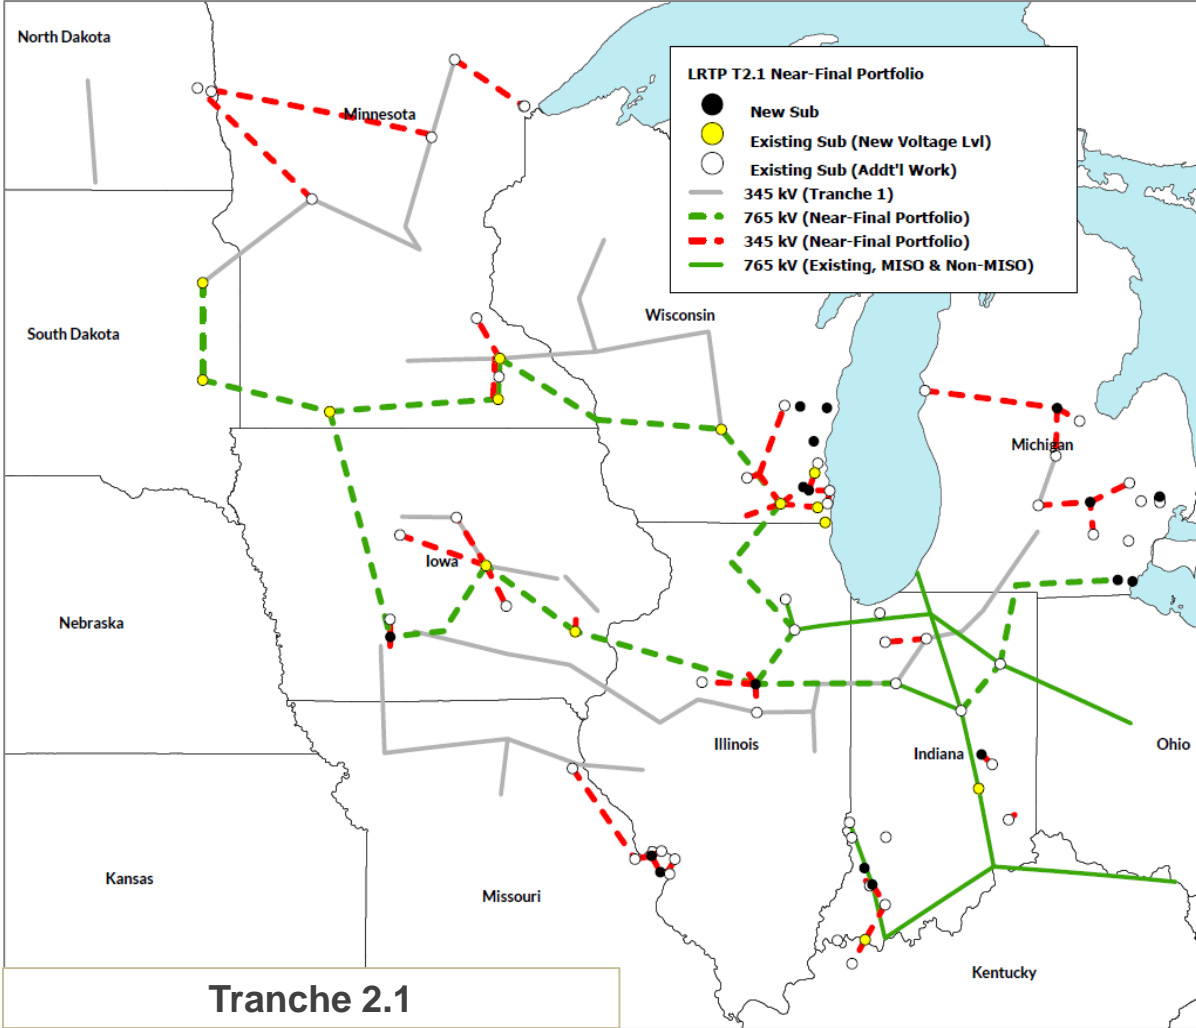 North Dakota
Minnesota
LRTP T2.1 Near-Final Portfolio
New Sub
Existing Sub (New Voltage Lvl)
Existing Sub (Addt'l Work)
345 kV (Tranche 1)
765 kV (Near-Final Portfolio)
345 kV (Near-Final Portfolio)
765 kV (Existing, MISO & Non-MISO)
South Dakota
Wisconsin
Michigan
Iowa
Nebraska
Illinois
Indiana
Ohio
Kansas
Missouri
Kentucky
Tranche 2.1